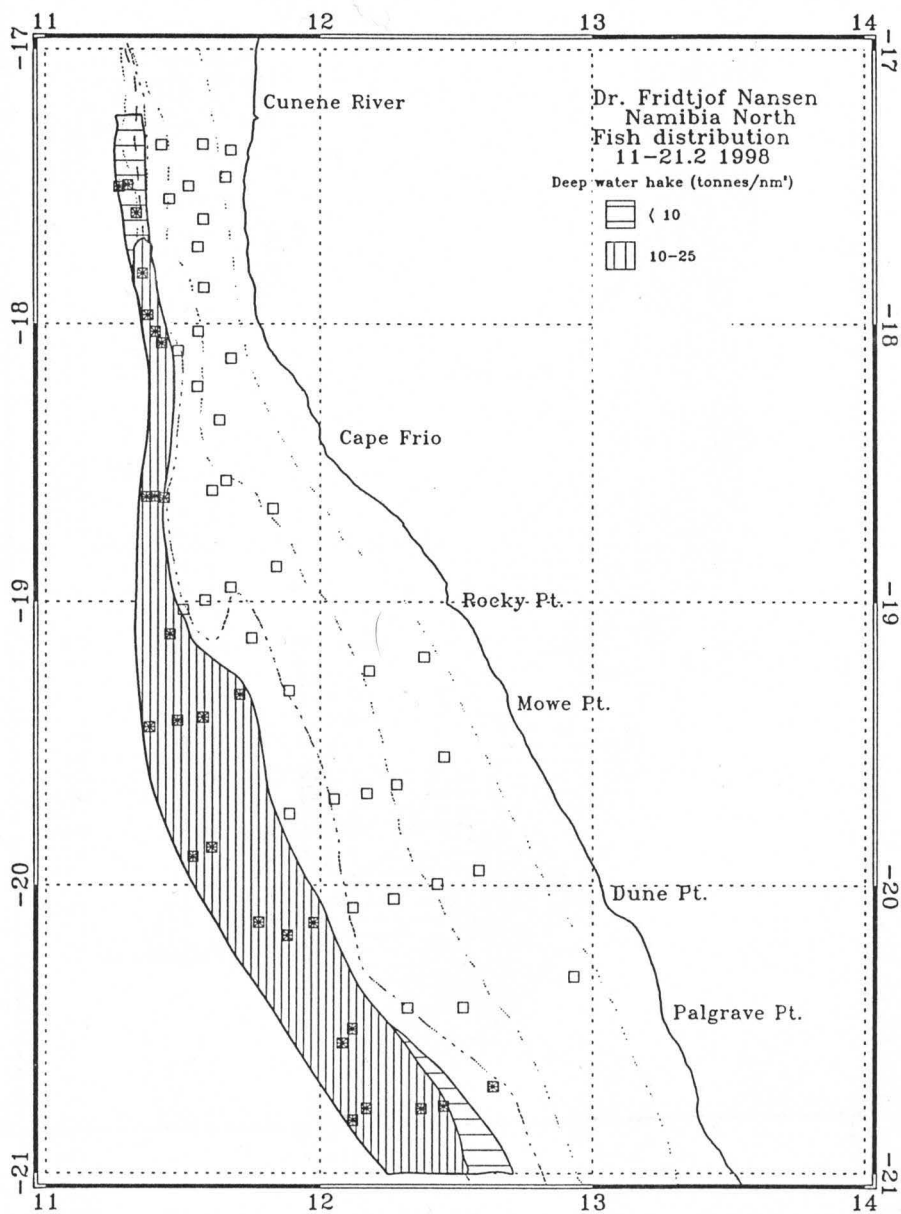 11 12 13 14
-17 -17
Cunene River
Dr. Fridtjof Nansen
Namibia North
Fish distribution
11-21.2 1998
Deep water hake (tonnes/nm²)
< 10
10-25
-18 -18
Cape Frio
-19 -19
Rocky Pt.
Mowe Pt.
-20 -20
Dune Pt.
Palgrave Pt.
-21 -21
11 12 13 14